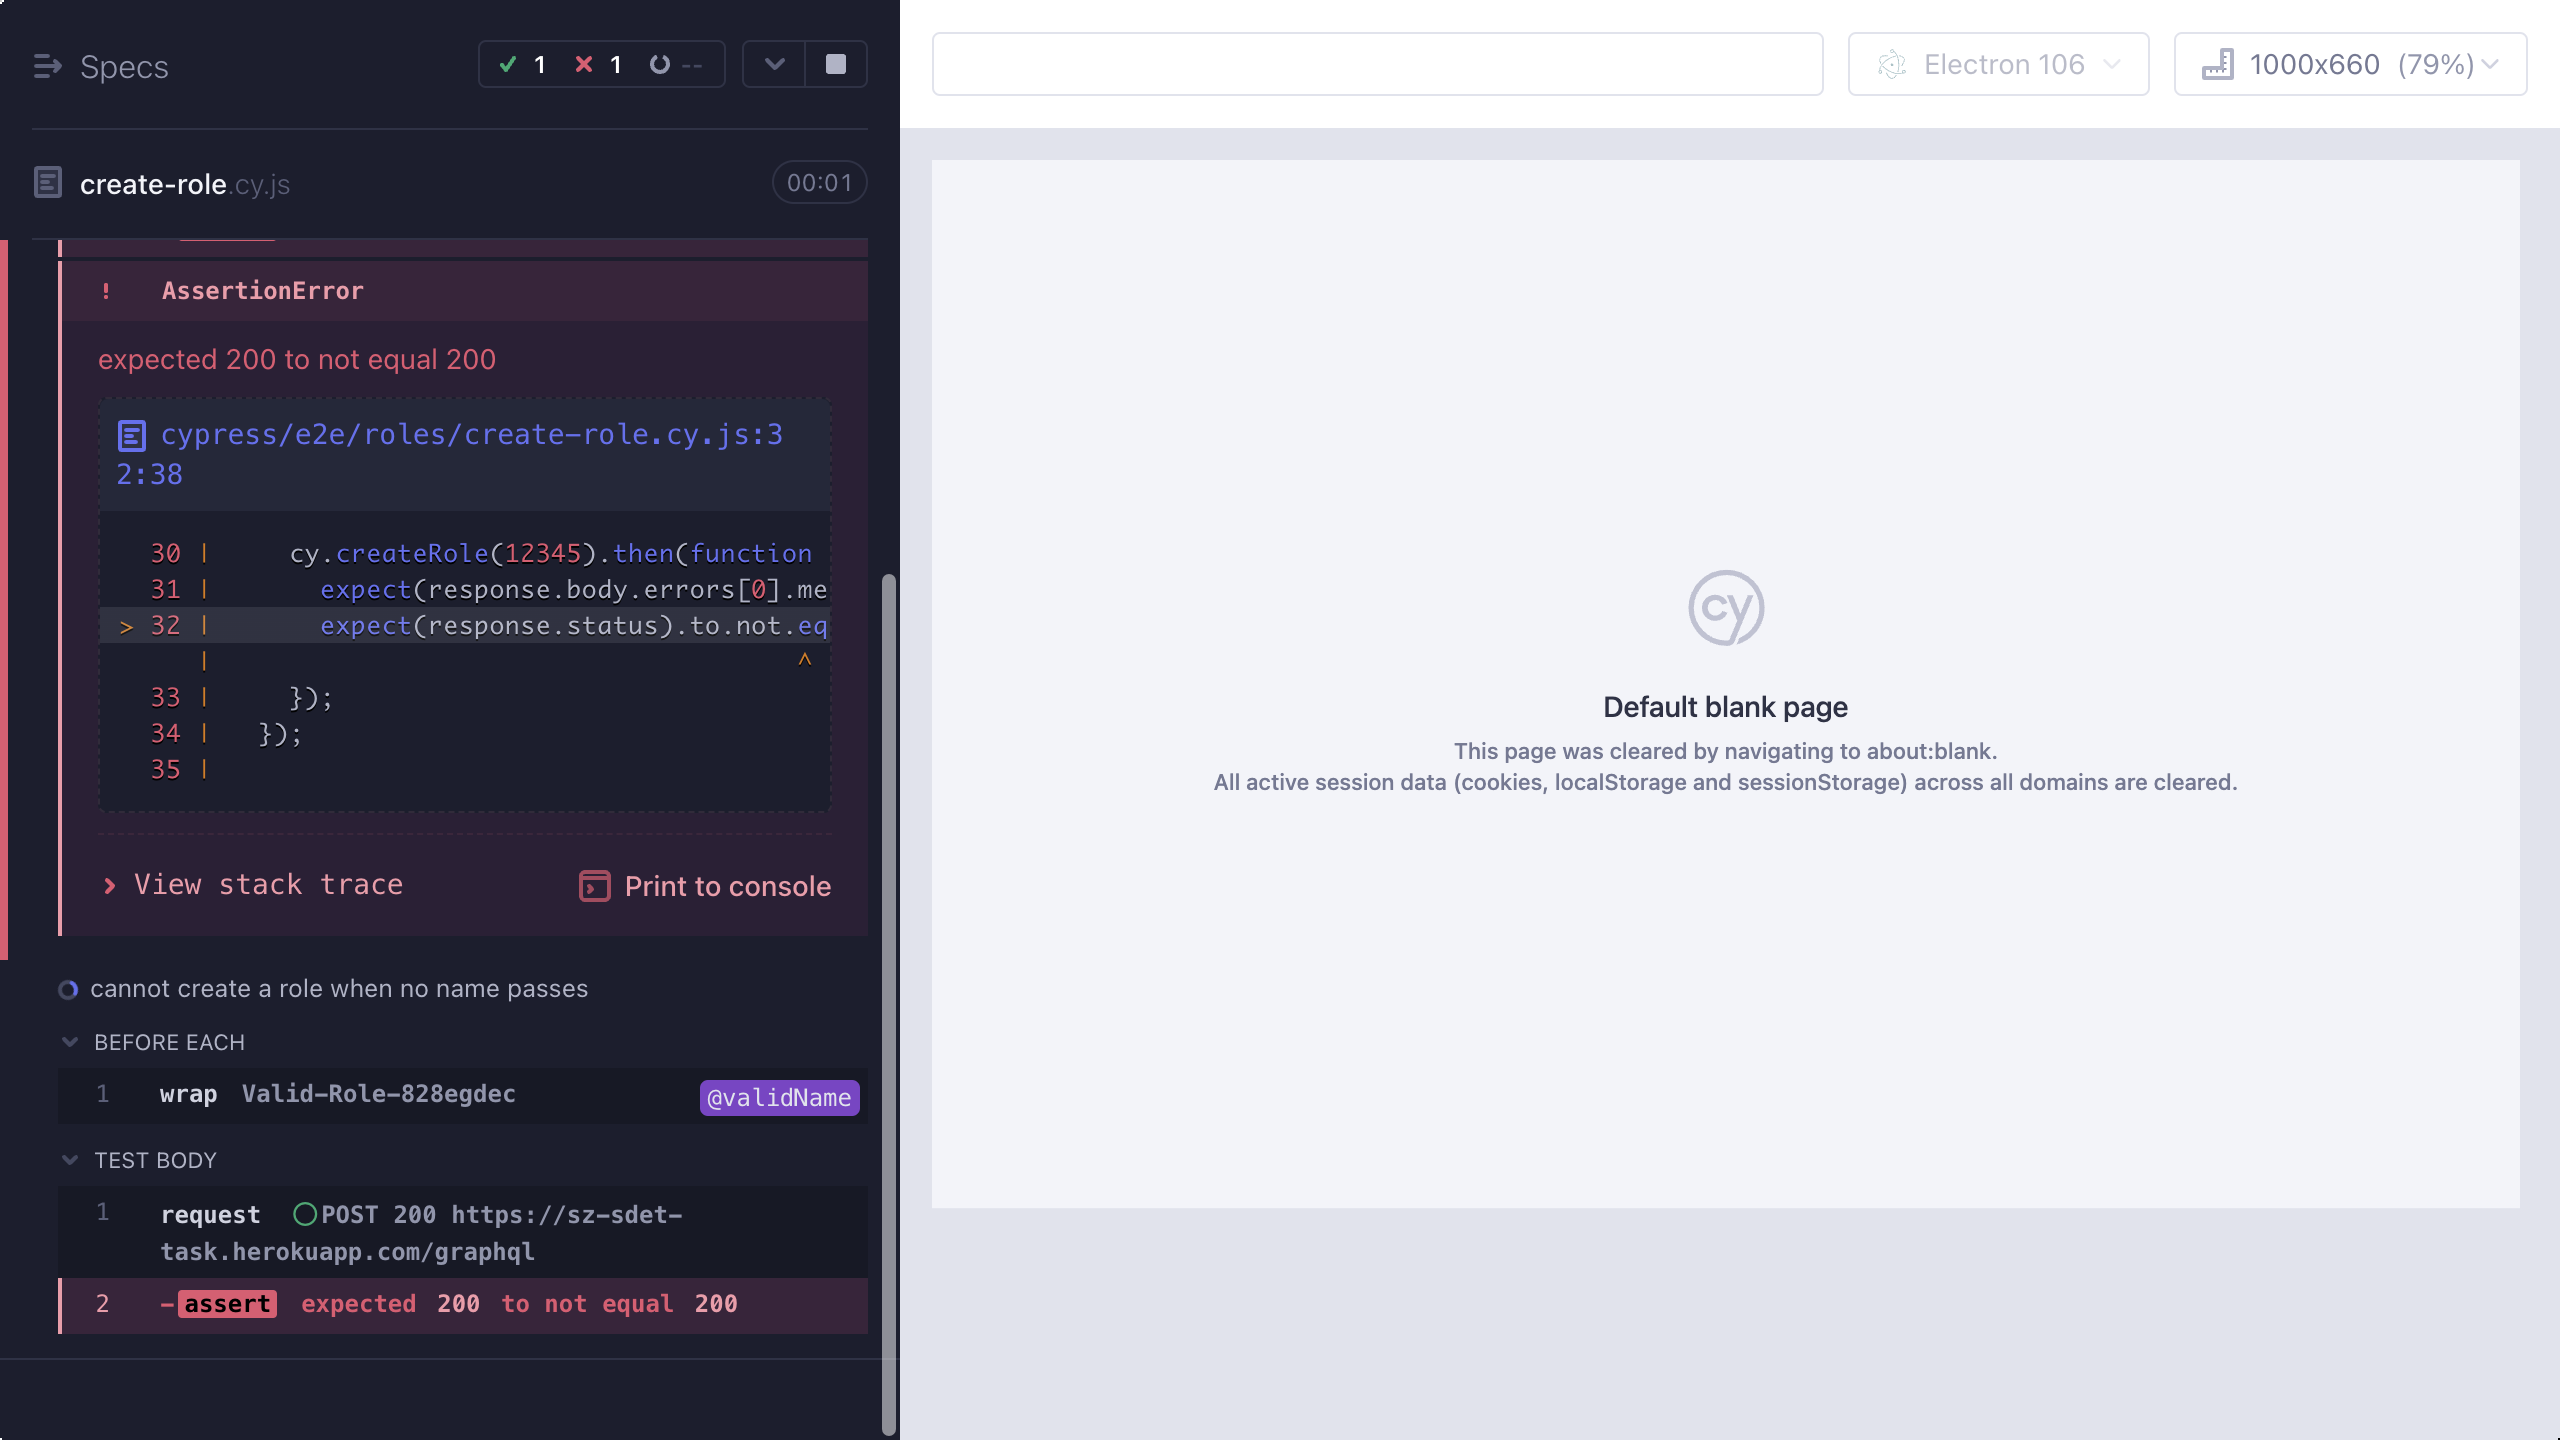 Specs
1 1 --
create-role.cy.js
00:01
! AssertionError
expected 200 to not equal 200
cypress/e2e/roles/create-role.cy.js:3
2:38
30 | cy.createRole(12345).then(function
31 | expect(response.body.errors[0].me
> 32 | expect(response.status).to.not.eq
| ^
33 | });
34 | });
35 |
View stack trace
Print to console
cannot create a role when no name passes
BEFORE EACH
1 wrap Valid-Role-828egdec @validName
TEST BODY
1 request POST 200 https://sz-sdet-
task.herokuapp.com/graphql
2 -assert expected 200 to not equal 200
Electron 106
1000x660 (79%)
cy
Default blank page
This page was cleared by navigating to about:blank.
All active session data (cookies, localStorage and sessionStorage) across all domains are cleared.